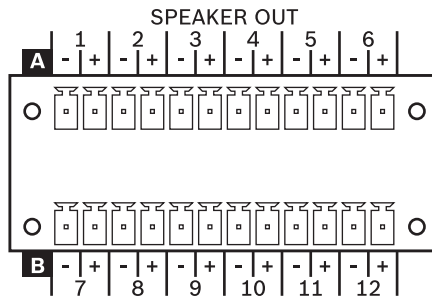 SPEAKER OUT
1 2 3 4 5 6
A - + - + - + - + - + - +
B - + - + - + - + - + - +
7 8 9 10 11 12